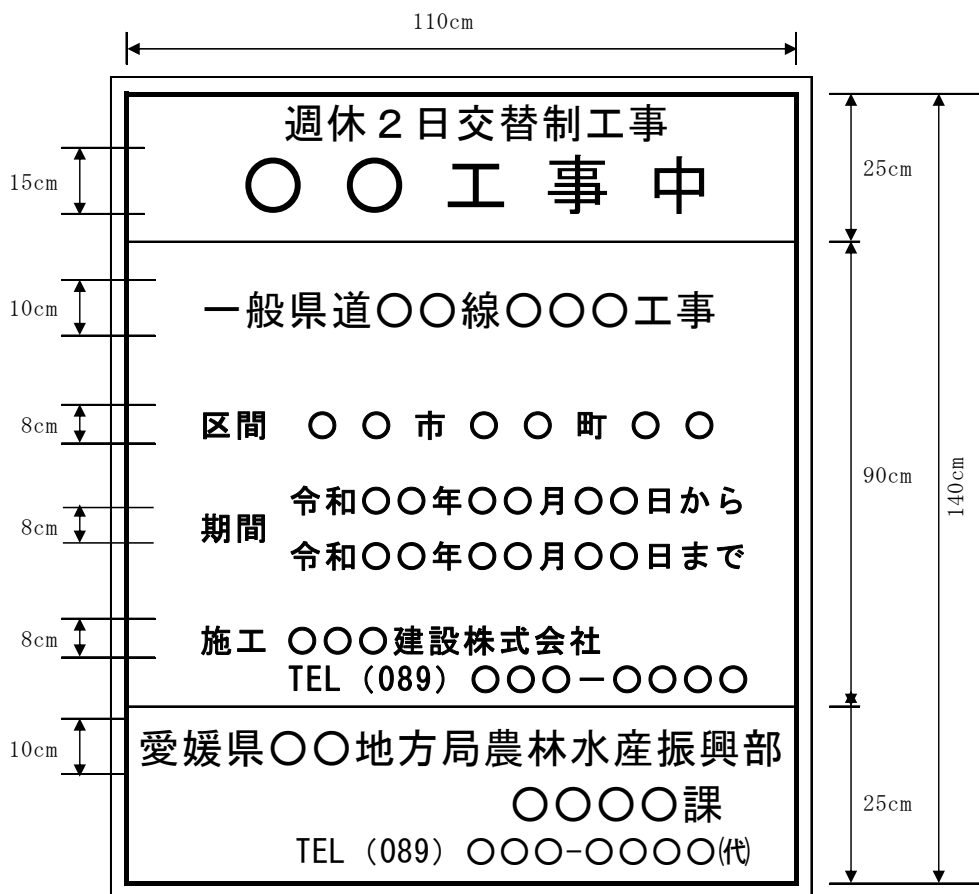 110cm
週休２日交替制工事
○○工事中
15cm
25cm
一般県道○○線○○○工事
10cm
区間 ○○市○○町○○
8cm
90cm
140cm
令和○○年○○月○○日から
期間
8cm
令和○○年○○月○○日まで
施工 ○○○建設株式会社
8cm
TEL（089）○○○－○○○○
愛媛県○○地方局農林水産振興部
10cm
○○○○課
25cm
TEL（089）○○○-○○○○㈹